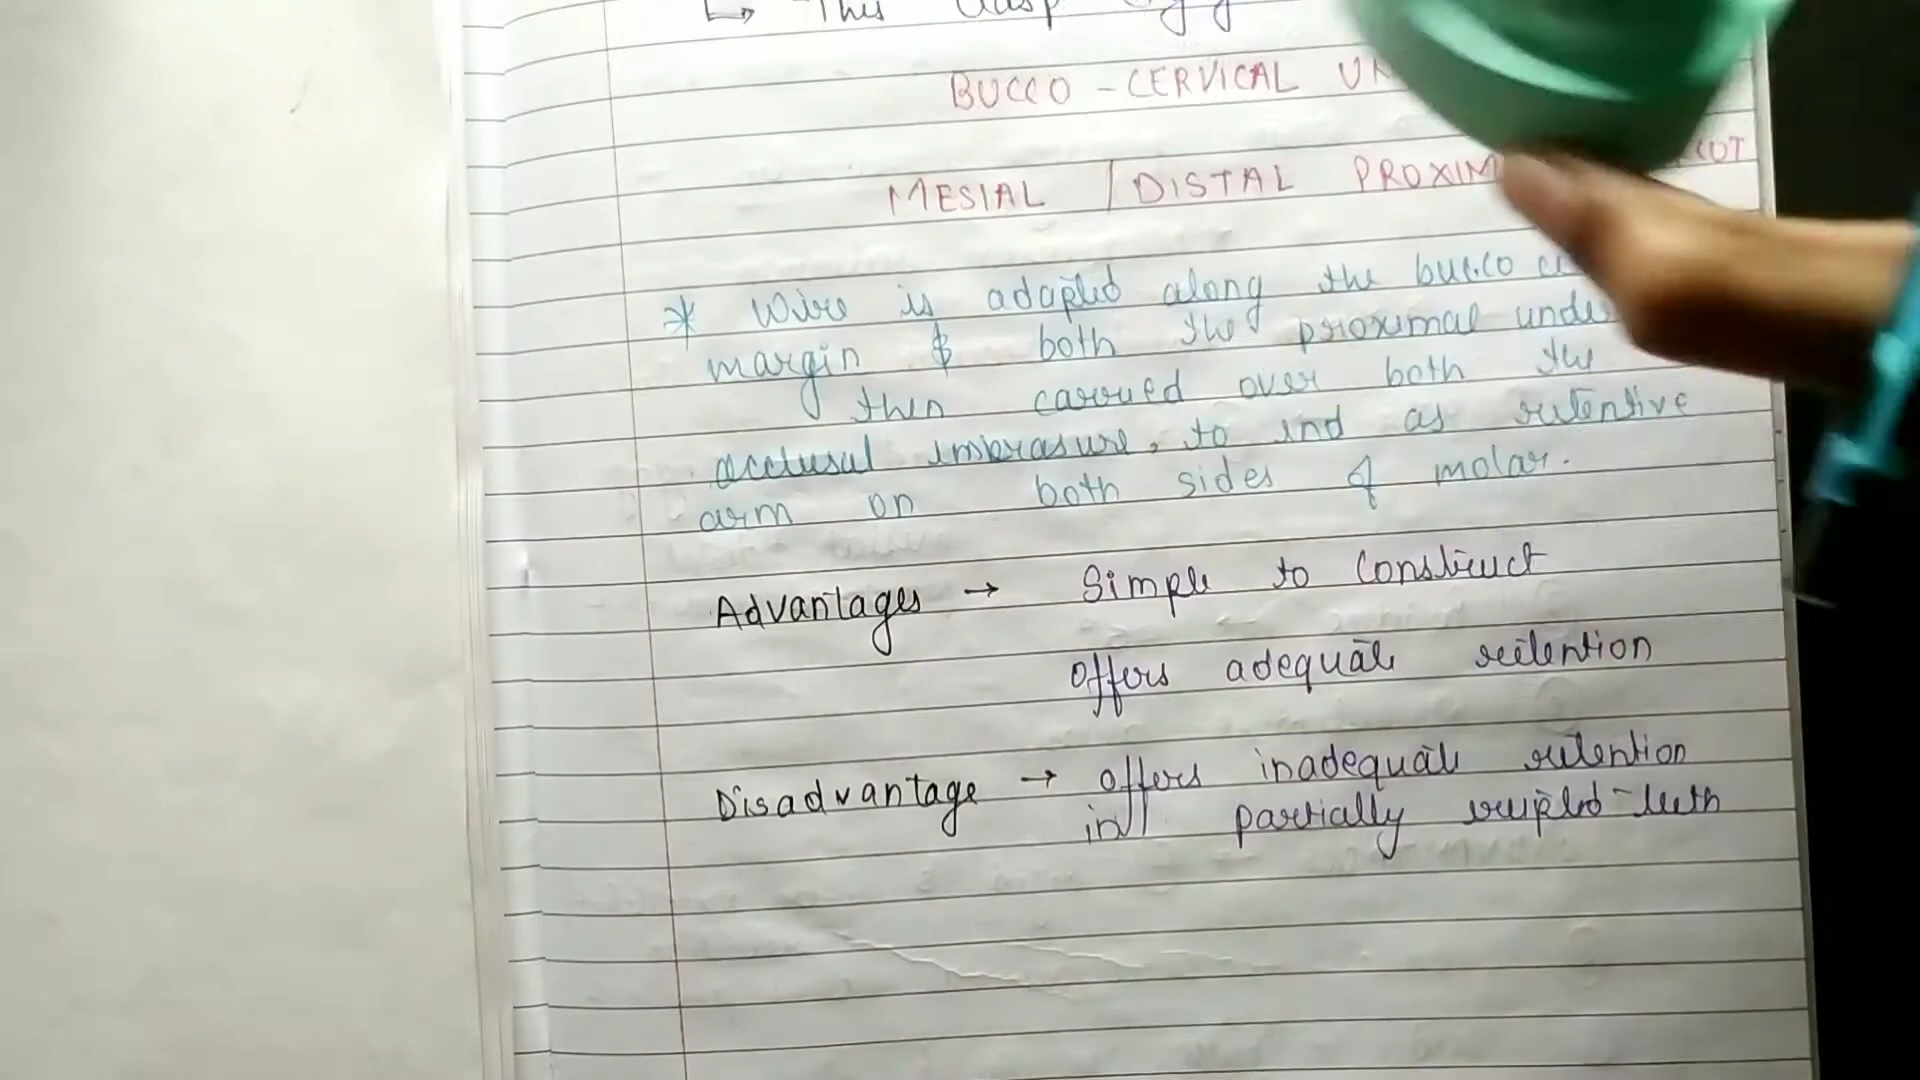 ↳ This clasp
BUCCO - CERVICAL
MESIAL / DISTAL
* Wire is adapted along the bucco
margin & both the proximal
then carried over both the
occlusal embrasure, to end as retentive
arm on both sides of molar.
Advantages → Simple to Construct
offers adequate retention
Disadvantage → offers inadequate retention
in partially erupted teeth